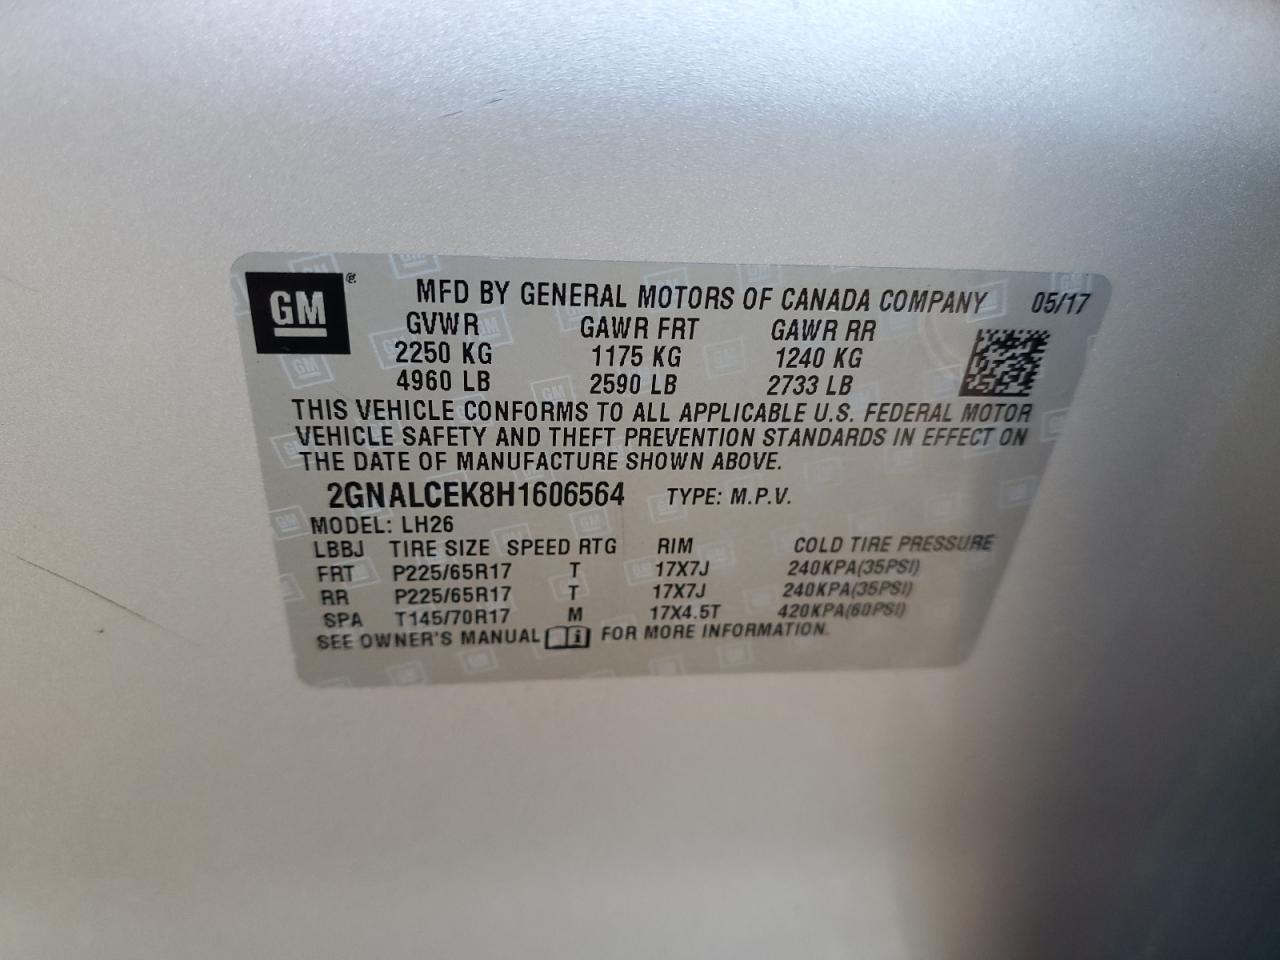 GM ®
MFD BY GENERAL MOTORS OF CANADA COMPANY 05/17
GVWR GAWR FRT GAWR RR
2250 KG 1175 KG 1240 KG
4960 LB 2590 LB 2733 LB
THIS VEHICLE CONFORMS TO ALL APPLICABLE U.S. FEDERAL MOTOR
VEHICLE SAFETY AND THEFT PREVENTION STANDARDS IN EFFECT ON
THE DATE OF MANUFACTURE SHOWN ABOVE.
2GNALCEK8H1606564 TYPE: M.P.V.
MODEL: LH26
LBBJ TIRE SIZE SPEED RTG RIM COLD TIRE PRESSURE
FRT P225/65R17 T 17X7J 240KPA(35PSI)
RR P225/65R17 T 17X7J 240KPA(35PSI)
SPA T145/70R17 M 17X4.5T 420KPA(60PSI)
SEE OWNER'S MANUAL i FOR MORE INFORMATION.